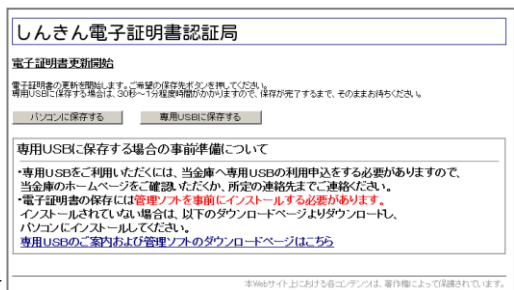 しんきん電子証明書認証局
電子証明書更新開始
電子証明書の更新を開始します。ご希望の保存先ボタンを押してください。
専用USBに保存する場合は、30秒～1分程度時間がかかりますので、保存が完了するまで、そのままお待ちください。
パソコンに保存する
専用USBに保存する
専用USBに保存する場合の事前準備について
・専用USBをご利用いただくには、当金庫へ専用USBの利用申込をする必要がありますので、
当金庫のホームページをご確認いただくか、所定の連絡先までご連絡ください。
・電子証明書の保存には管理ソフトを事前にインストールする必要があります。
インストールされていない場合は、以下のダウンロードページよりダウンロードし、
パソコンにインストールしてください。
専用USBのご案内および管理ソフトのダウンロードページはこちら
本Webサイト上における各コンテンツは、著作権によって保護されています。